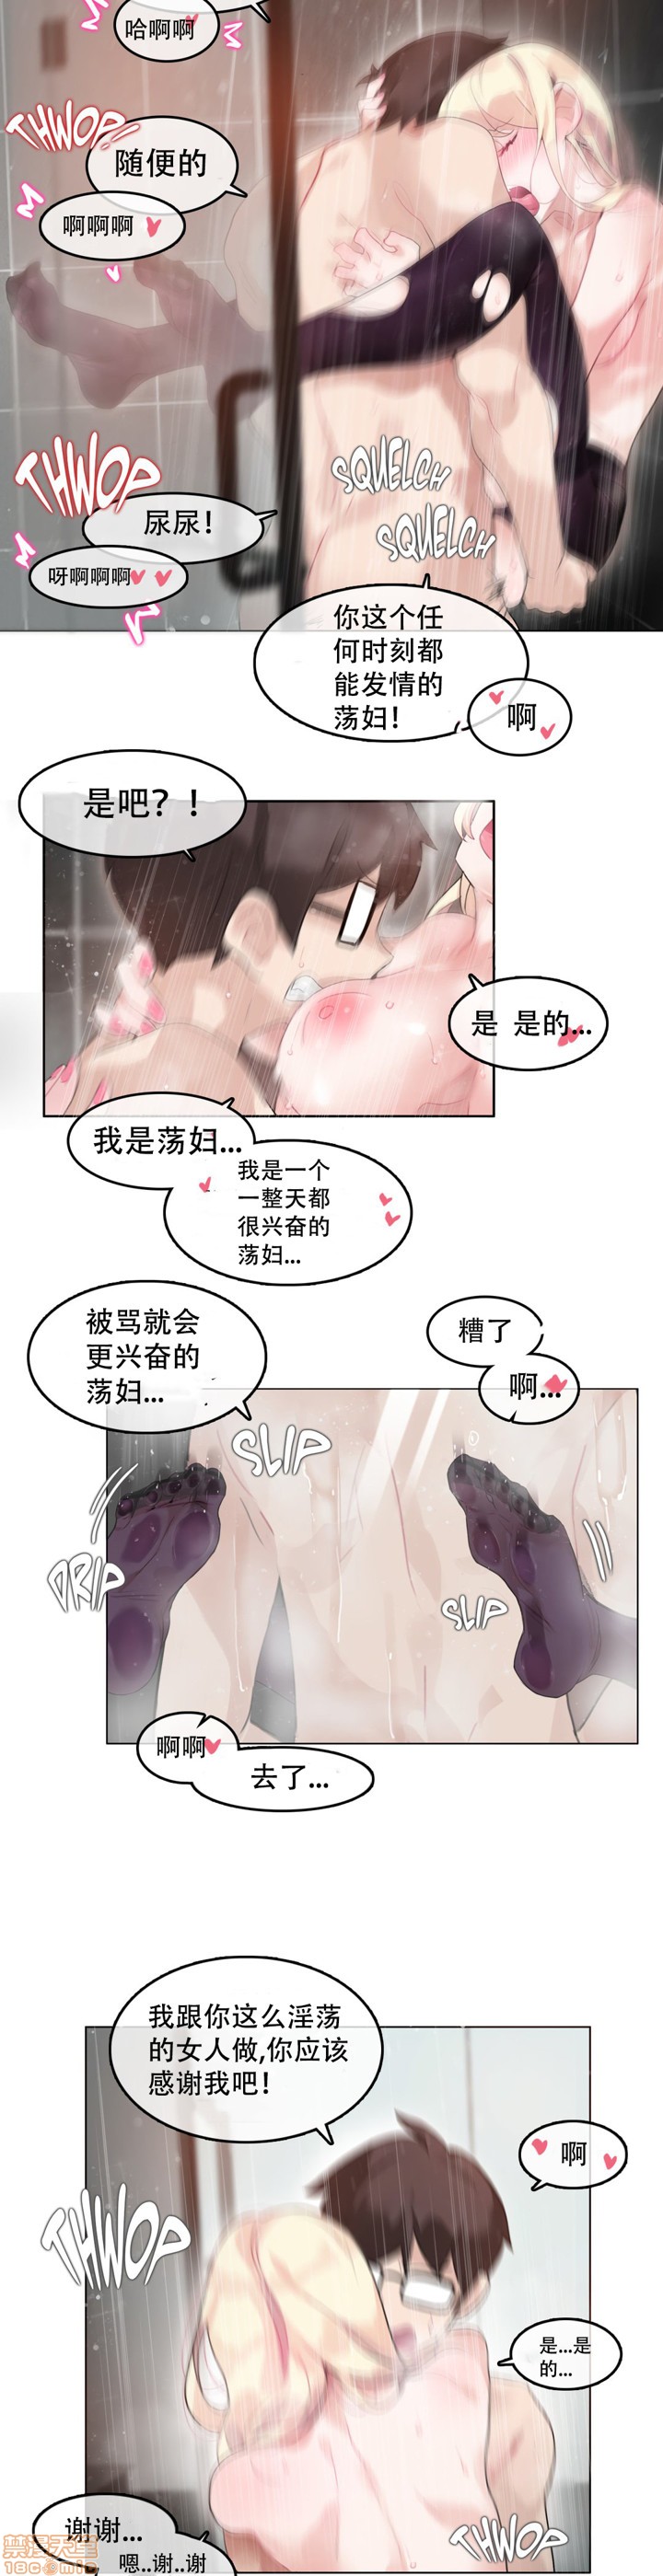 哈啊啊
THWOP!
随便的
啊啊啊
THWOP
尿尿!
呀啊啊啊
SQUELCH
SQUELCH
你这个任
何时刻都
能发情的
荡妇!
啊
是吧?!
是 是的...
我是荡妇...
我是一个
一整天都
很兴奋的
荡妇...
被骂就会
更兴奋的
荡妇...
糟了
啊...
SLIP
DRIP
SLIP
啊啊
去了...
我跟你这么淫荡
的女人做,你应该
感谢我吧!
啊
THWOP
是...是
的...
谢谢...
嗯..谢..谢
THWOP
禁漫天堂
18comic